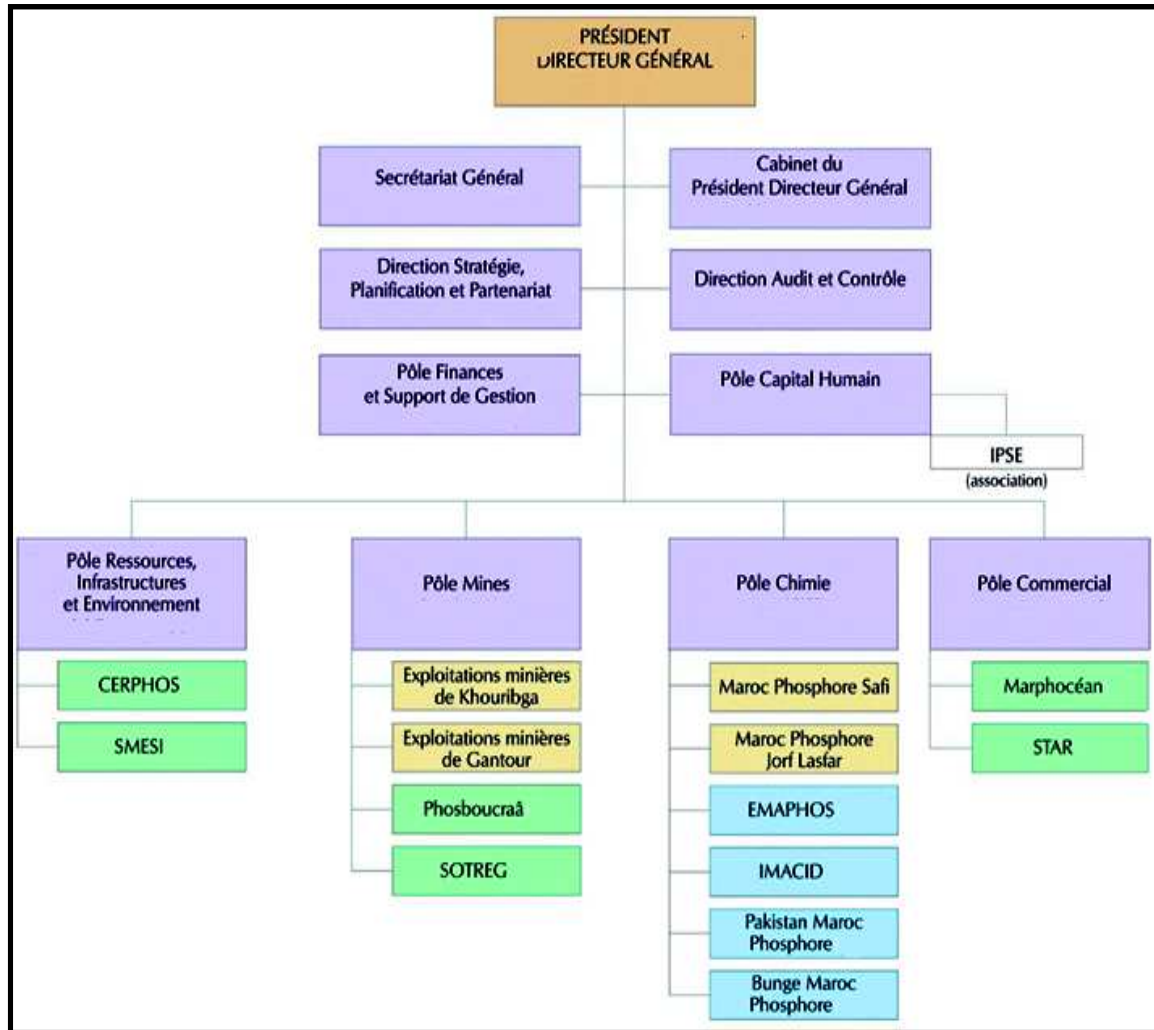 PRÉSIDENT
DIRECTEUR GÉNÉRAL
Secrétariat Général
Cabinet du
Président Directeur Général
Direction Stratégie,
Planification et Partenariat
Direction Audit et Contrôle
Pôle Finances
et Support de Gestion
Pôle Capital Humain
IPSE
(association)
Pôle Ressources,
Infrastructures
et Environnement
Pôle Mines
Pôle Chimie
Pôle Commercial
CERPHOS
SMESI
Exploitations minières
de Khouribga
Exploitations minières
de Gantour
Phosboucraâ
SOTREG
Maroc Phosphore Safi
Maroc Phosphore
Jorf Lasfar
EMAPHOS
IMACID
Pakistan Maroc
Phosphore
Bunge Maroc
Phosphore
Marphocéan
STAR